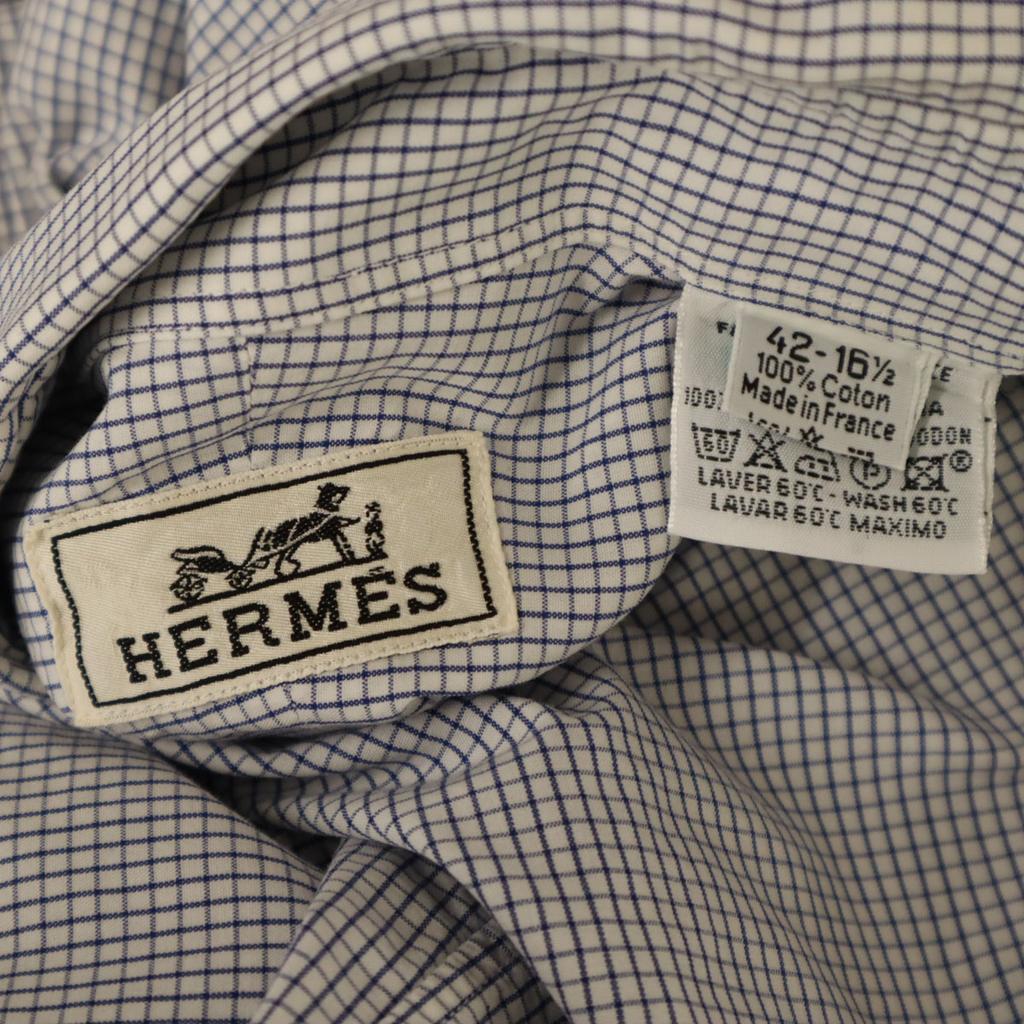 HERMÈS
42-16½
100% Coton
Made in France
LAVER 60°C - WASH 60°C
LAVAR 60°C MAXIMO